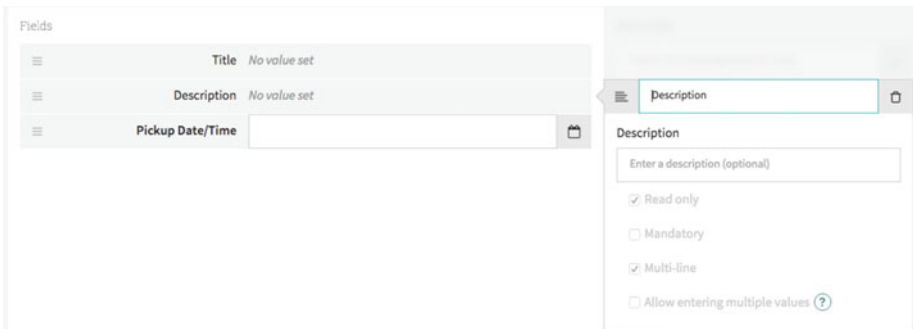 Fields
Title No value set
Description No value set
Pickup Date/Time
Description
Description
Enter a description (optional)
Read only
Mandatory
Multi-line
Allow entering multiple values ?